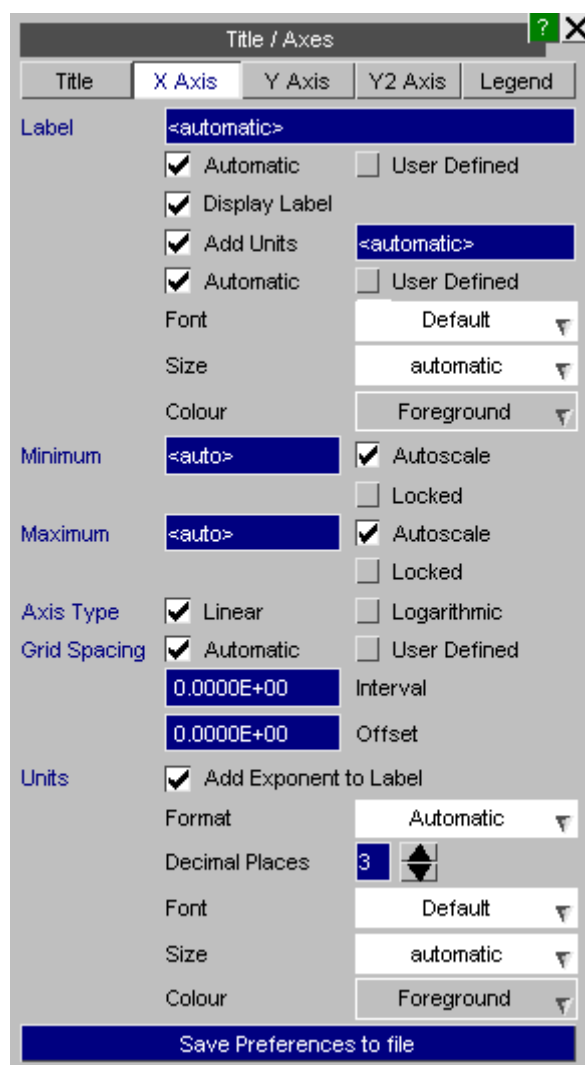 Title / Axes ? X
Title X Axis Y Axis Y2 Axis Legend
Label <automatic>
Automatic User Defined
Display Label
Add Units <automatic>
Automatic User Defined
Font Default
Size automatic
Colour Foreground
Minimum <auto> Autoscale
Locked
Maximum <auto> Autoscale
Locked
Axis Type Linear Logarithmic
Grid Spacing Automatic User Defined
0.0000E+00 Interval
0.0000E+00 Offset
Units Add Exponent to Label
Format Automatic
Decimal Places 3
Font Default
Size automatic
Colour Foreground
Save Preferences to file